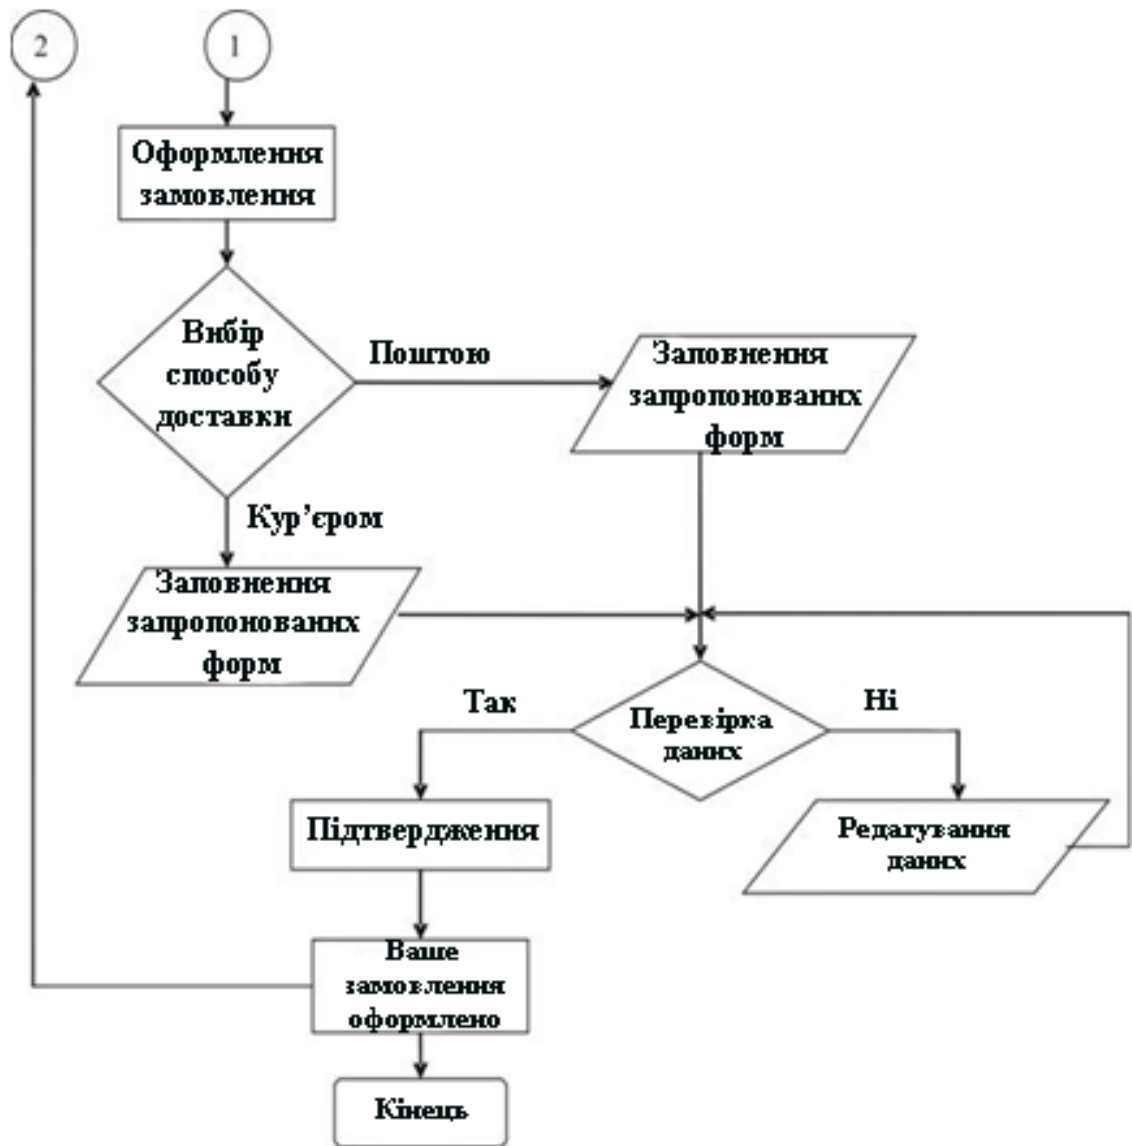 2
1
Оформлення
замовлення
Вибір
способу
доставки
Поштою
Заповнення
запропонованих
форм
Кур’єром
Заповнення
запропонованих
форм
Так
Перевірка
даних
Ні
Підтвердження
Редагування
даних
Ваше
замовлення
оформлено
Кінець